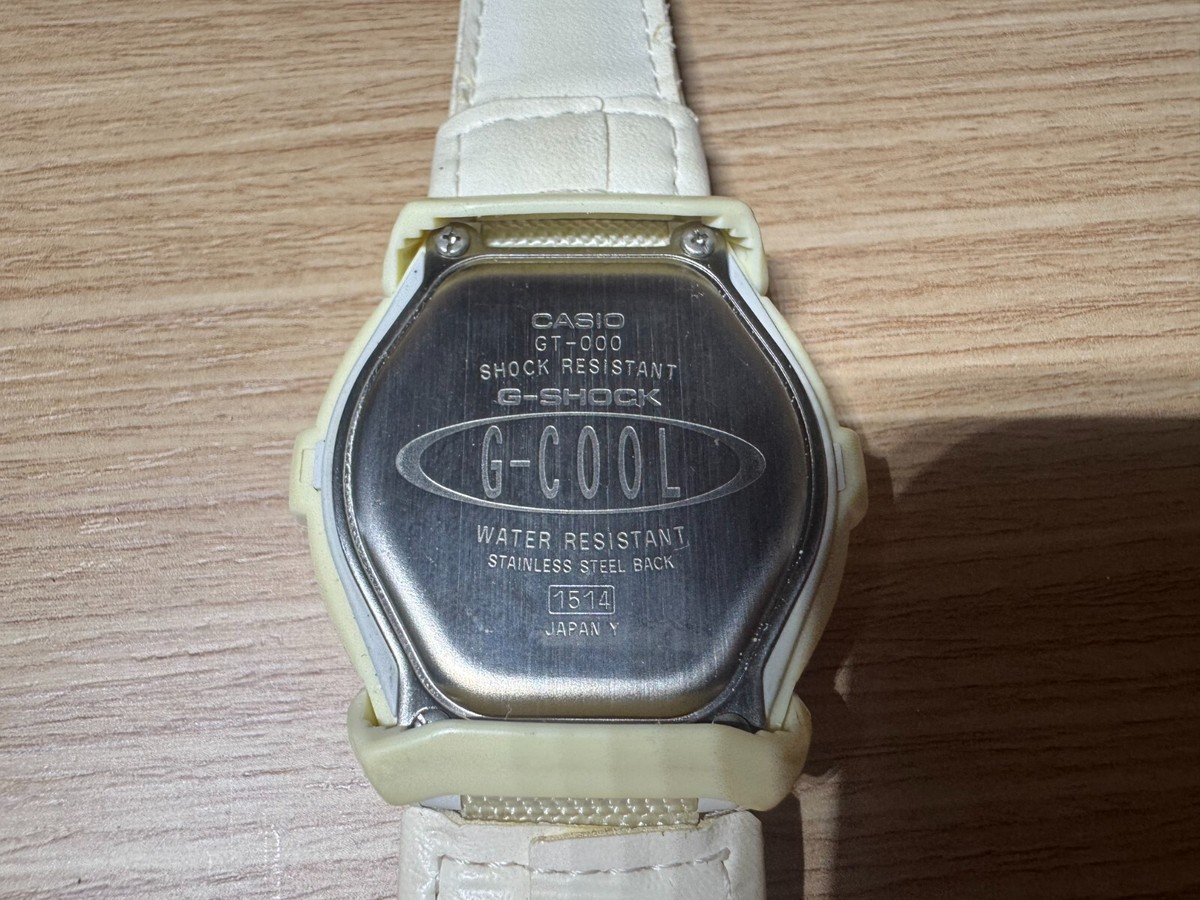 CASIO
GT-000
SHOCK RESISTANT
G-SHOCK
G-COOL
WATER RESISTANT
STAINLESS STEEL BACK
1514
JAPAN Y